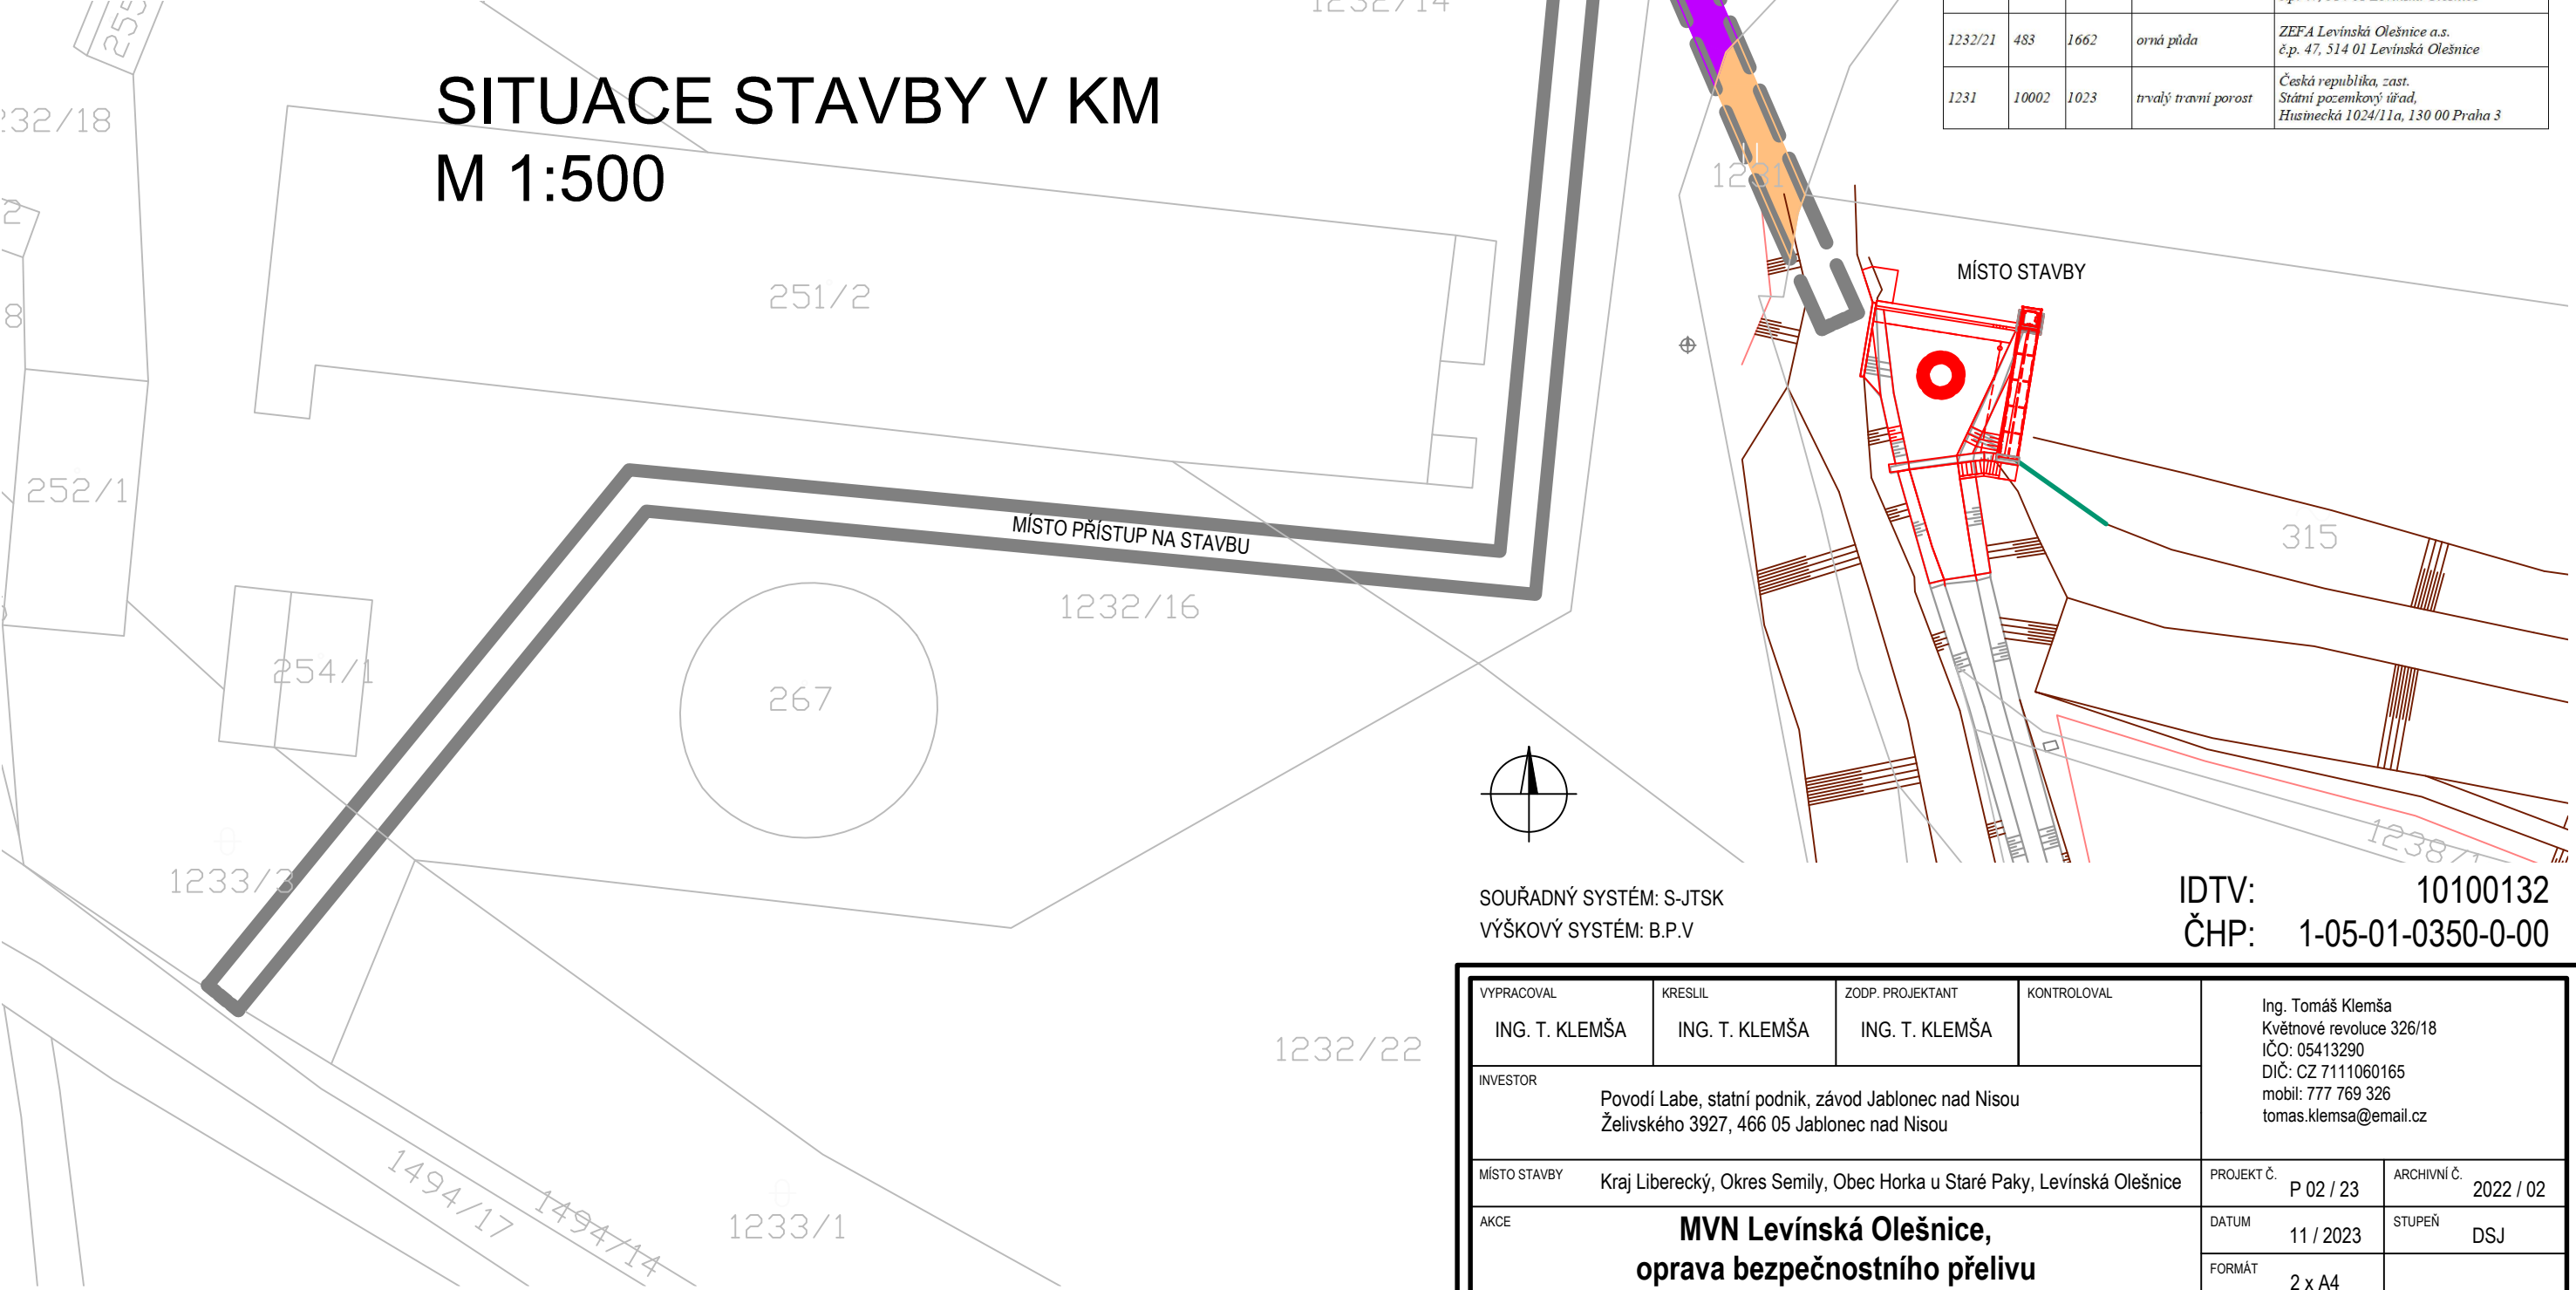 1232/14
255
SITUACE STAVBY V KM
M 1:500
1232/21 483 1662 orná půda ZEFA Levínská Olešnice a.s.
č.p. 47, 514 01 Levínská Olešnice
1231 10002 1023 trvalý travní porost Česká republika, zast.
Státní pozemkový úřad,
Husinecká 1024/11a, 130 00 Praha 3
232/18
1231
2
MÍSTO STAVBY
251/2
8
252/1
MÍSTO PŘÍSTUP NA STAVBU
315
1232/16
254/1
267
1238/1
1233/3
SOUŘADNÝ SYSTÉM: S-JTSK
VÝŠKOVÝ SYSTÉM: B.P.V
IDTV: 10100132
ČHP: 1-05-01-0350-0-00
1232/22
1494/17
1494/14
1233/1
VYPRACOVAL
ING. T. KLEMŠA
KRESLIL
ING. T. KLEMŠA
ZODP. PROJEKTANT
ING. T. KLEMŠA
KONTROLOVAL
Ing. Tomáš Klemša
Květnové revoluce 326/18
IČO: 05413290
DIČ: CZ 7111060165
mobil: 777 769 326
tomas.klemsa@email.cz
INVESTOR
Povodí Labe, statní podnik, závod Jablonec nad Nisou
Želivského 3927, 466 05 Jablonec nad Nisou
MÍSTO STAVBY Kraj Liberecký, Okres Semily, Obec Horka u Staré Paky, Levínská Olešnice
PROJEKT Č. P 02 / 23
ARCHIVNÍ Č. 2022 / 02
AKCE
MVN Levínská Olešnice,
oprava bezpečnostního přelivu
DATUM 11 / 2023
STUPEŇ DSJ
FORMÁT 2 x A4